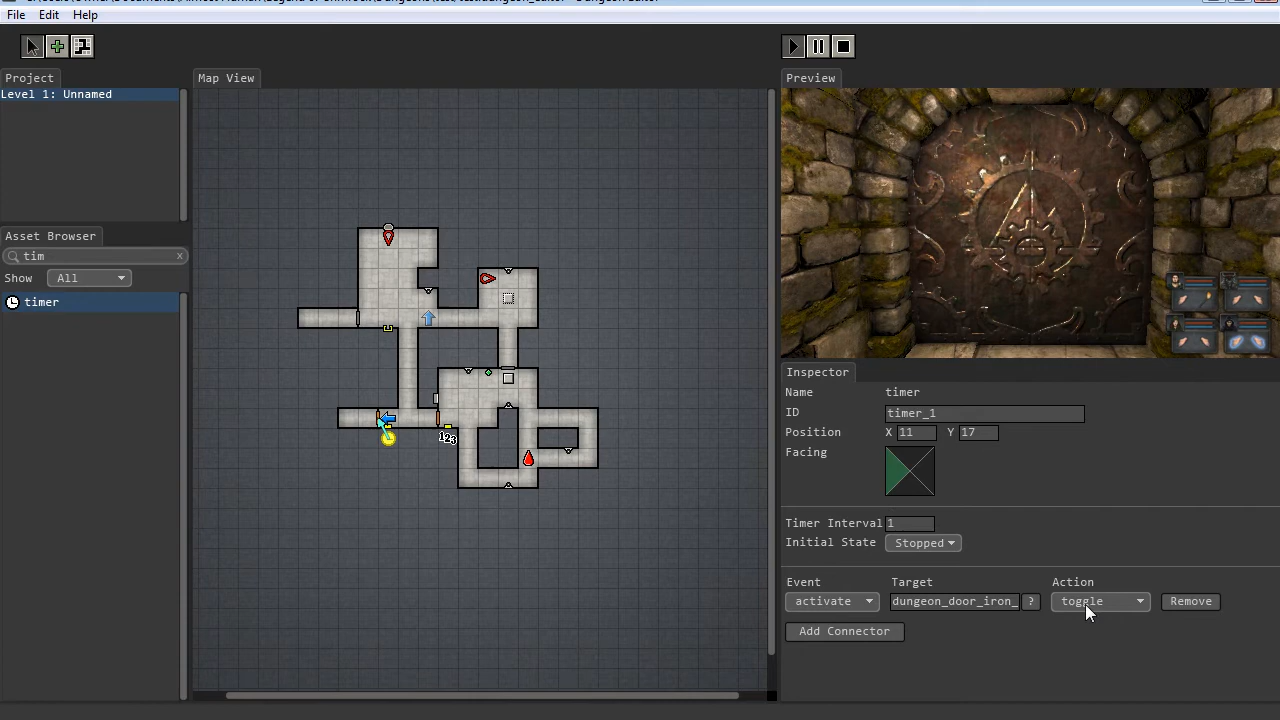 File Edit Help
Project
Map View
Preview
Level 1: Unnamed
Asset Browser
tim x
Show All
timer
123
Inspector
Name timer
ID timer_1
Position X 11 Y 17
Facing
Timer Interval 1
Initial State Stopped
Event Target Action
activate dungeon_door_iron_ ? toggle Remove
Add Connector